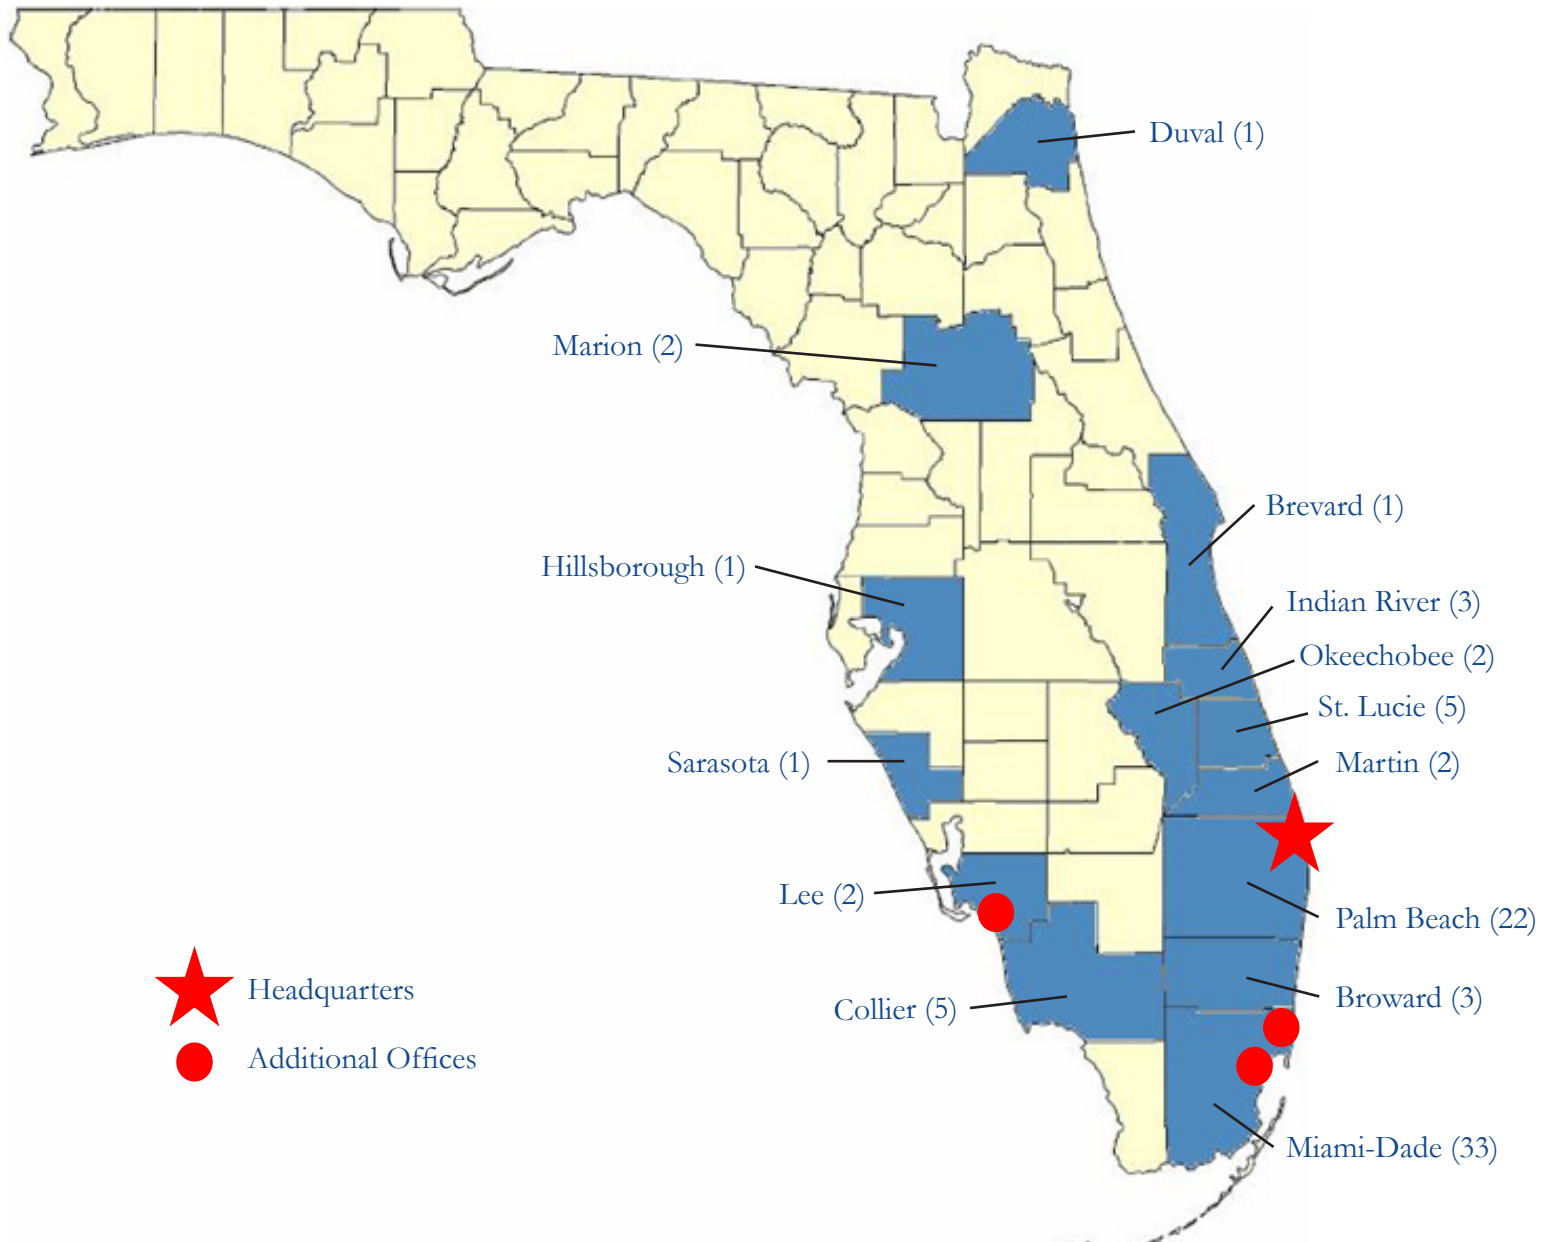 Duval (1)
Marion (2)
Brevard (1)
Hillsborough (1)
Indian River (3)
Okeechobee (2)
St. Lucie (5)
Sarasota (1)
Martin (2)
Lee (2)
Palm Beach (22)
Headquarters
Broward (3)
Collier (5)
Additional Offices
Miami-Dade (33)